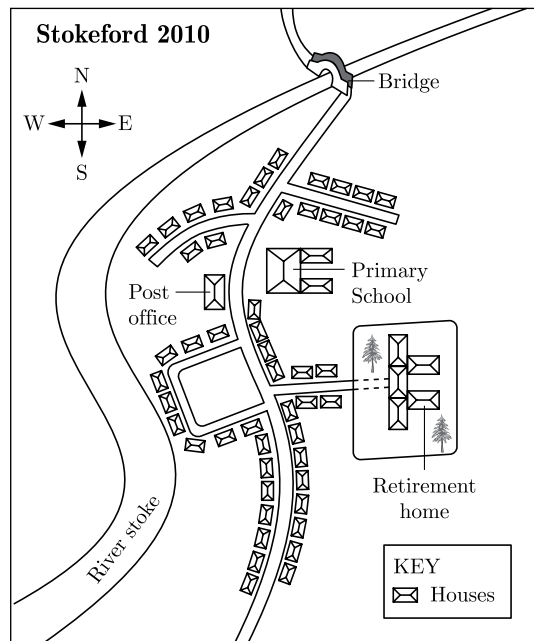 Stokeford 2010
Bridge
N
W E
S
Primary
School
Post
office
Retirement
home
River stoke
KEY
Houses